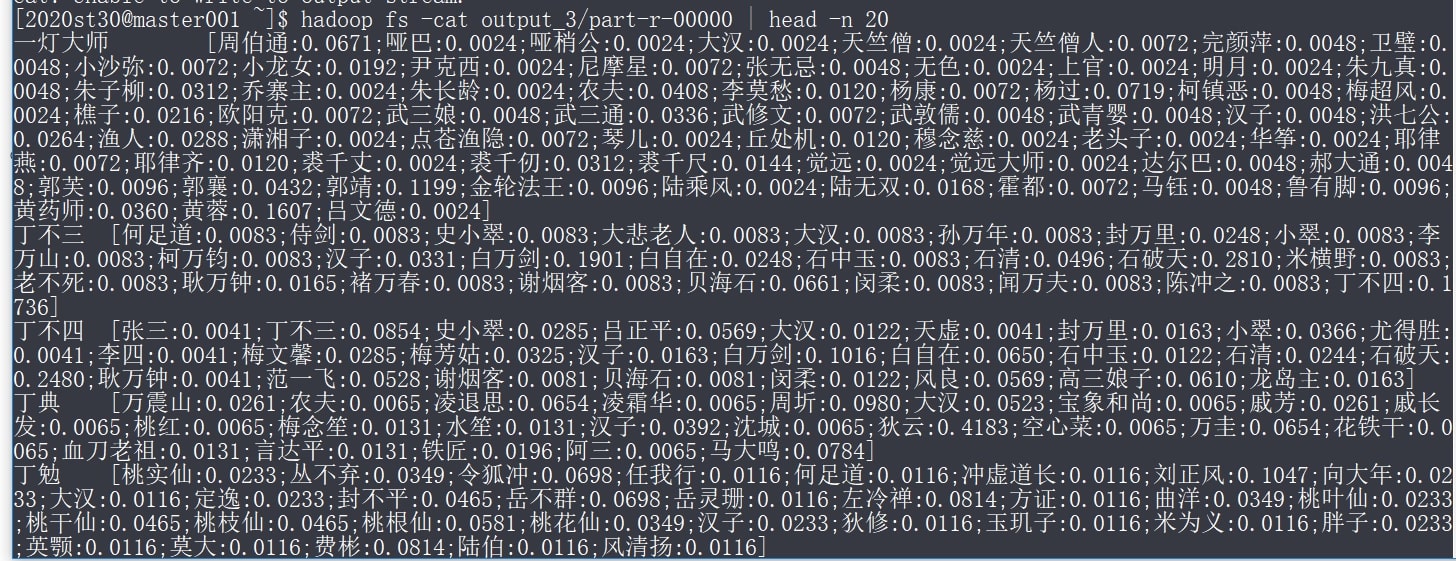 cat: Unable to write to output stream.
[2020st30@master001 ~]$ hadoop fs -cat output_3/part-r-00000 | head -n 20
一灯大师 [周伯通:0.0671;哑巴:0.0024;哑梢公:0.0024;大汉:0.0024;天竺僧:0.0024;天竺僧人:0.0072;完颜萍:0.0048;卫璧:0.
0048;小沙弥:0.0072;小龙女:0.0192;尹克西:0.0024;尼摩星:0.0072;张无忌:0.0048;无色:0.0024;上官:0.0024;明月:0.0024;朱九真:0.
0048;朱子柳:0.0312;乔寨主:0.0024;朱长龄:0.0024;农夫:0.0408;李莫愁:0.0120;杨康:0.0072;杨过:0.0719;柯镇恶:0.0048;梅超风:0.
0024;樵子:0.0216;欧阳克:0.0072;武三娘:0.0048;武三通:0.0336;武修文:0.0072;武敦儒:0.0048;武青婴:0.0048;汉子:0.0048;洪七公:
0.0264;渔人:0.0288;潇湘子:0.0024;点苍渔隐:0.0072;琴儿:0.0024;丘处机:0.0120;穆念慈:0.0024;老头子:0.0024;华筝:0.0024;耶律
燕:0.0072;耶律齐:0.0120;裘千丈:0.0024;裘千仞:0.0312;裘千尺:0.0144;觉远:0.0024;觉远大师:0.0024;达尔巴:0.0048;郝大通:0.004
8;郭芙:0.0096;郭襄:0.0432;郭靖:0.1199;金轮法王:0.0096;陆乘风:0.0024;陆无双:0.0168;霍都:0.0072;马钰:0.0048;鲁有脚:0.0096;
黄药师:0.0360;黄蓉:0.1607;吕文德:0.0024]
丁不三 [何足道:0.0083;侍剑:0.0083;史小翠:0.0083;大悲老人:0.0083;大汉:0.0083;孙万年:0.0083;封万里:0.0248;小翠:0.0083;李
万山:0.0083;柯万钧:0.0083;汉子:0.0331;白万剑:0.1901;白自在:0.0248;石中玉:0.0083;石清:0.0496;石破天:0.2810;米横野:0.0083;
老不死:0.0083;耿万钟:0.0165;褚万春:0.0083;谢烟客:0.0083;贝海石:0.0661;闵柔:0.0083;闻万夫:0.0083;陈冲之:0.0083;丁不四:0.1
736]
丁不四 [张三:0.0041;丁不三:0.0854;史小翠:0.0285;吕正平:0.0569;大汉:0.0122;天虚:0.0041;封万里:0.0163;小翠:0.0366;尤得胜:
0.0041;李四:0.0041;梅文馨:0.0285;梅芳姑:0.0325;汉子:0.0163;白万剑:0.1016;白自在:0.0650;石中玉:0.0122;石清:0.0244;石破天:
0.2480;耿万钟:0.0041;范一飞:0.0528;谢烟客:0.0081;贝海石:0.0081;闵柔:0.0122;风良:0.0569;高三娘子:0.0610;龙岛主:0.0163]
丁典 [万震山:0.0261;农夫:0.0065;凌退思:0.0654;凌霜华:0.0065;周圻:0.0980;大汉:0.0523;宝象和尚:0.0065;戚芳:0.0261;戚长
发:0.0065;桃红:0.0065;梅念笙:0.0131;水笙:0.0131;汉子:0.0392;沈城:0.0065;狄云:0.4183;空心菜:0.0065;万圭:0.0654;花铁干:0.0
065;血刀老祖:0.0131;言达平:0.0131;铁匠:0.0196;阿三:0.0065;马大鸣:0.0784]
丁勉 [桃实仙:0.0233;丛不弃:0.0349;令狐冲:0.0698;任我行:0.0116;何足道:0.0116;冲虚道长:0.0116;刘正风:0.1047;向大年:0.02
33;大汉:0.0116;定逸:0.0233;封不平:0.0465;岳不群:0.0698;岳灵珊:0.0116;左冷禅:0.0814;方证:0.0116;曲洋:0.0349;桃叶仙:0.0233
;桃干仙:0.0465;桃枝仙:0.0465;桃根仙:0.0581;桃花仙:0.0349;汉子:0.0233;狄修:0.0116;玉玑子:0.0116;米为义:0.0116;胖子:0.0233
;英颚:0.0116;莫大:0.0116;费彬:0.0814;陆伯:0.0116;风清扬:0.0116]